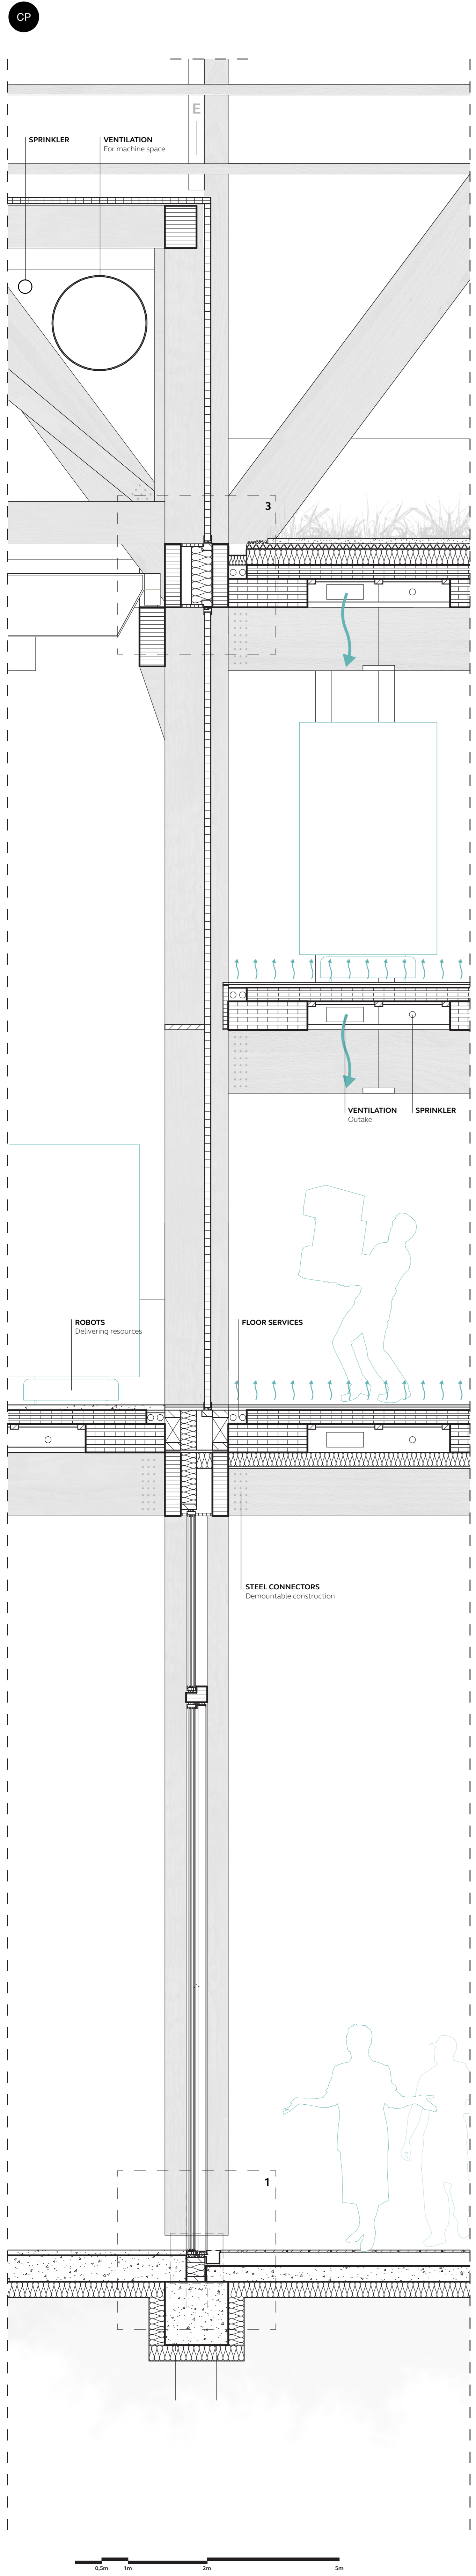 CP
E
SPRINKLER
VENTILATION
For machine space
3
VENTILATION
Outake
SPRINKLER
ROBOTS
Delivering resources
FLOOR SERVICES
STEEL CONNECTORS
Demountable construction
1
0,5m 1m 2m 5m